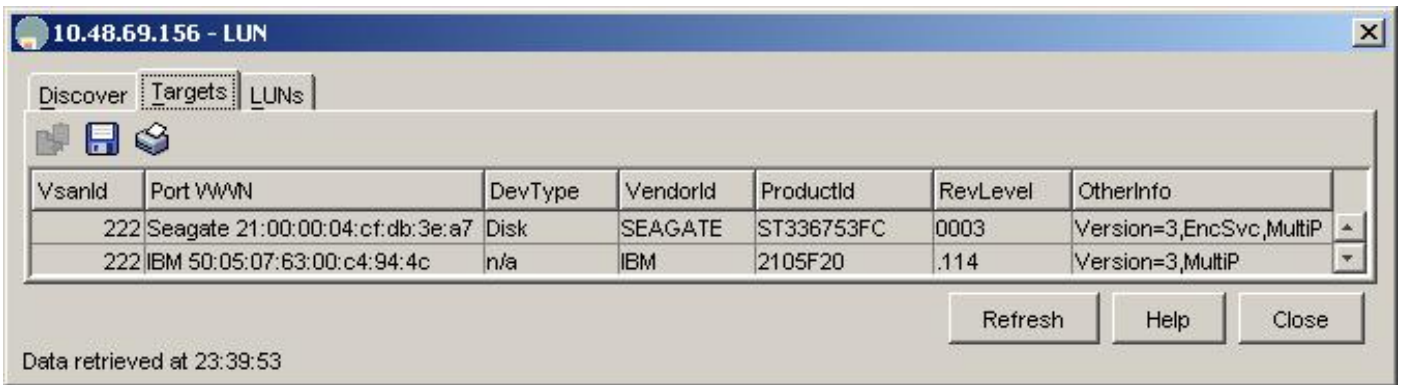 10.48.69.156 - LUN
Discover Targets LUNs
VsanId Port WWN DevType VendorId ProductId RevLevel OtherInfo
222 Seagate 21:00:00:04:cf:db:3e:a7 Disk SEAGATE ST336753FC 0003 Version=3,EncSvc,MultiP
222 IBM 50:05:07:63:00:c4:94:4c n/a IBM 2105F20 .114 Version=3,MultiP
Refresh Help Close
Data retrieved at 23:39:53